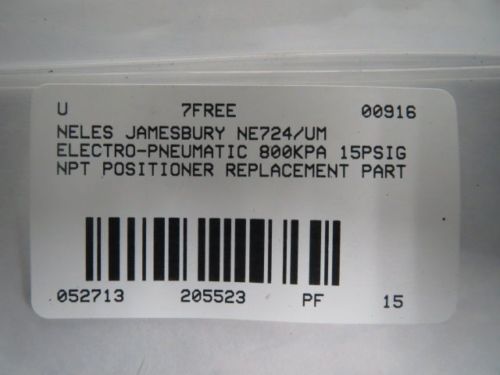 U 7FREE 00916
NELES JAMESBURY NE724/UM
ELECTRO-PNEUMATIC 800KPA 15PSIG
NPT POSITIONER REPLACEMENT PART
052713 205523 PF 15